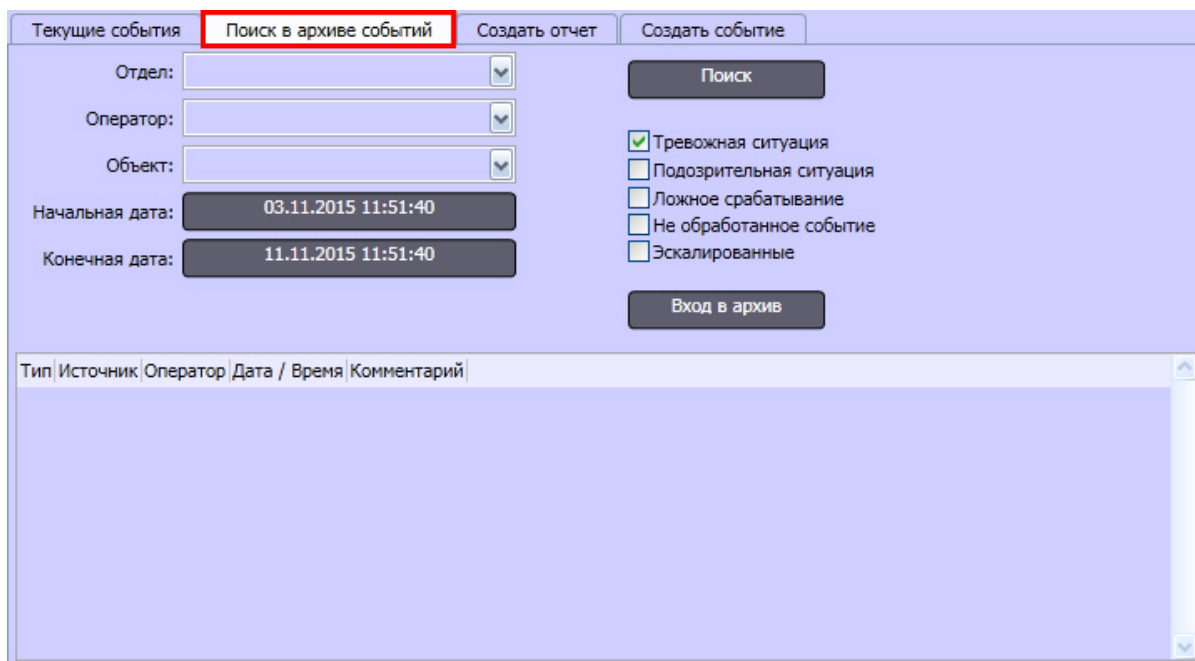 Текущие события Поиск в архиве событий Создать отчет Создать событие
Отдел:
Поиск
Оператор:
Тревожная ситуация
Объект:
Подозрительная ситуация
Ложное срабатывание
Начальная дата: 03.11.2015 11:51:40
Не обработанное событие
Конечная дата: 11.11.2015 11:51:40
Эскалированные
Вход в архив
Тип Источник Оператор Дата / Время Комментарий